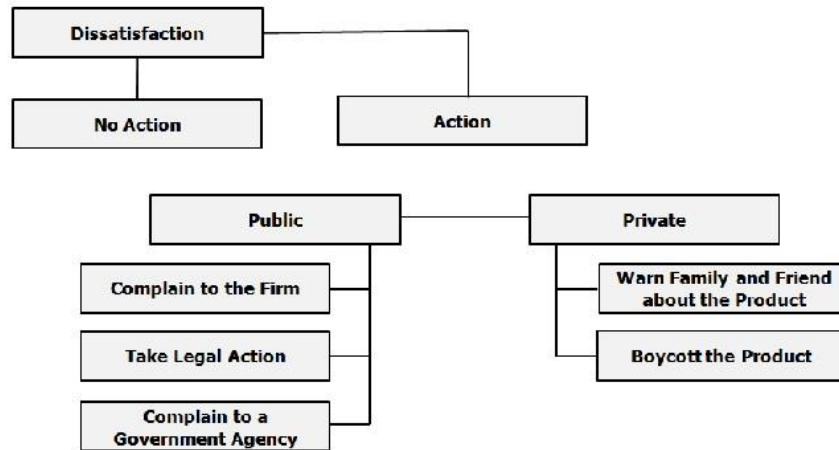 Dissatisfaction
No Action
Action
Public
Private
Complain to the Firm
Warn Family and Friend
about the Product
Take Legal Action
Boycott the Product
Complain to a
Government Agency